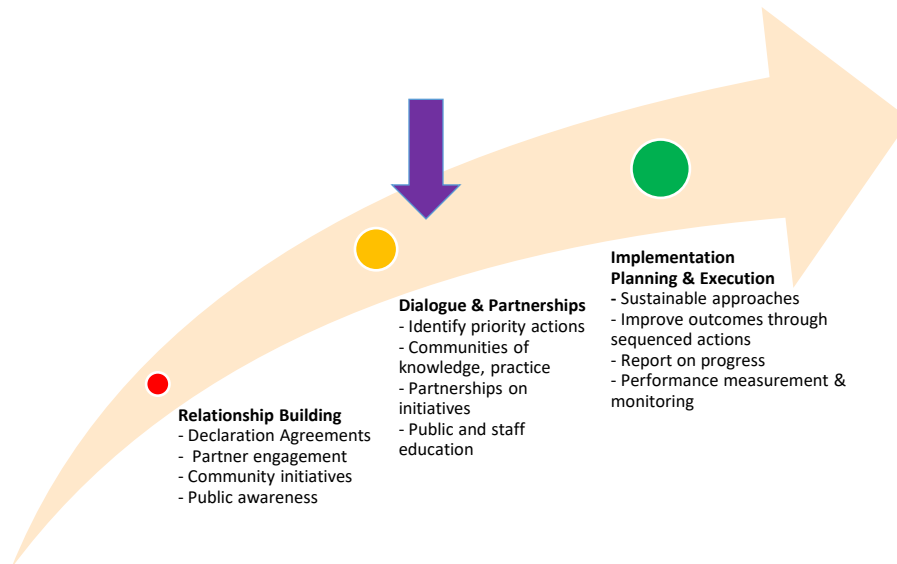 Relationship Building
- Declaration Agreements
-  Partner engagement
- Community initiatives
- Public awareness
Dialogue & Partnerships
- Identify priority actions
- Communities of
knowledge, practice
- Partnerships on
initiatives
- Public and staff
education
Implementation
Planning & Execution
- Sustainable approaches
- Improve outcomes through
sequenced actions
- Report on progress
- Performance measurement &
monitoring